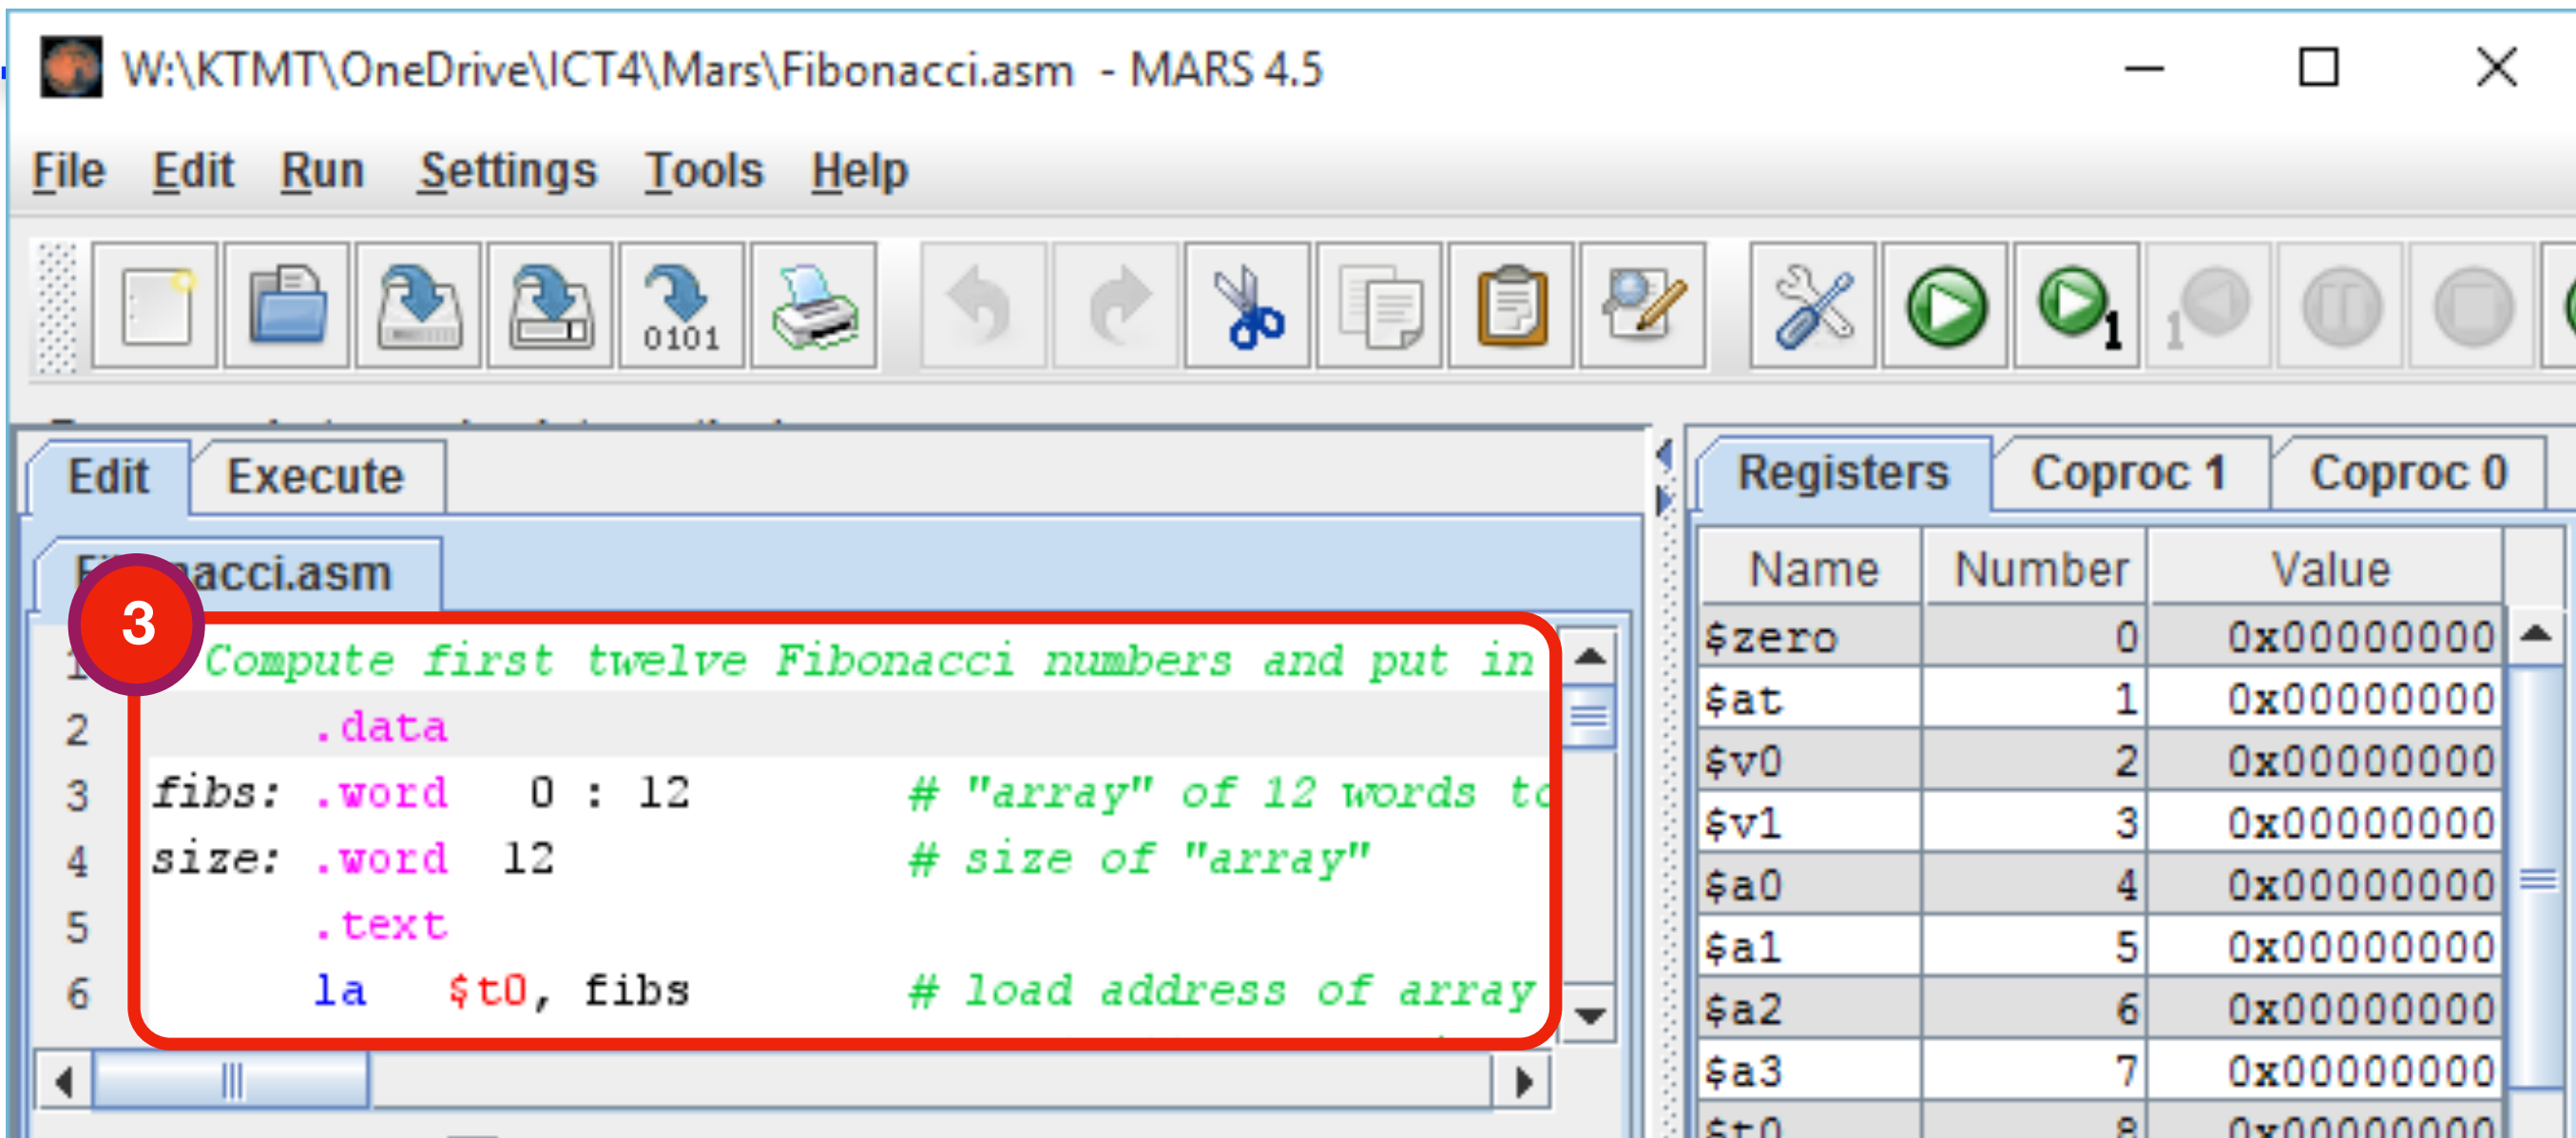 W:\KTMT\OneDrive\ICT4\Mars\Fibonacci.asm - MARS 4.5
File Edit Run Settings Tools Help
0101
1
1
Edit Execute
Registers Coproc 1 Coproc 0
acci.asm
Name Number Value
3
1 Compute first twelve Fibonacci numbers and put in
2 .data
3 fibs: .word 0 : 12 # "array" of 12 words to
4 size: .word 12 # size of "array"
5 .text
6 la $t0, fibs # load address of array
$zero 0 0x00000000
$at 1 0x00000000
$v0 2 0x00000000
$v1 3 0x00000000
$a0 4 0x00000000
$a1 5 0x00000000
$a2 6 0x00000000
$a3 7 0x00000000
$t0 8 0x00000000